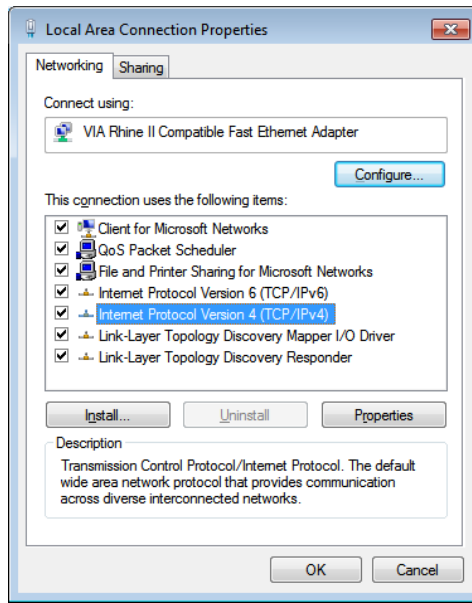 Local Area Connection Properties
Networking
Sharing
Connect using:
VIA Rhine II Compatible Fast Ethernet Adapter
Configure...
This connection uses the following items:
Client for Microsoft Networks
QoS Packet Scheduler
File and Printer Sharing for Microsoft Networks
Internet Protocol Version 6 (TCP/IPv6)
Internet Protocol Version 4 (TCP/IPv4)
Link-Layer Topology Discovery Mapper I/O Driver
Link-Layer Topology Discovery Responder
Install...
Uninstall
Properties
Description
Transmission Control Protocol/Internet Protocol. The default
wide area network protocol that provides communication
across diverse interconnected networks.
OK
Cancel